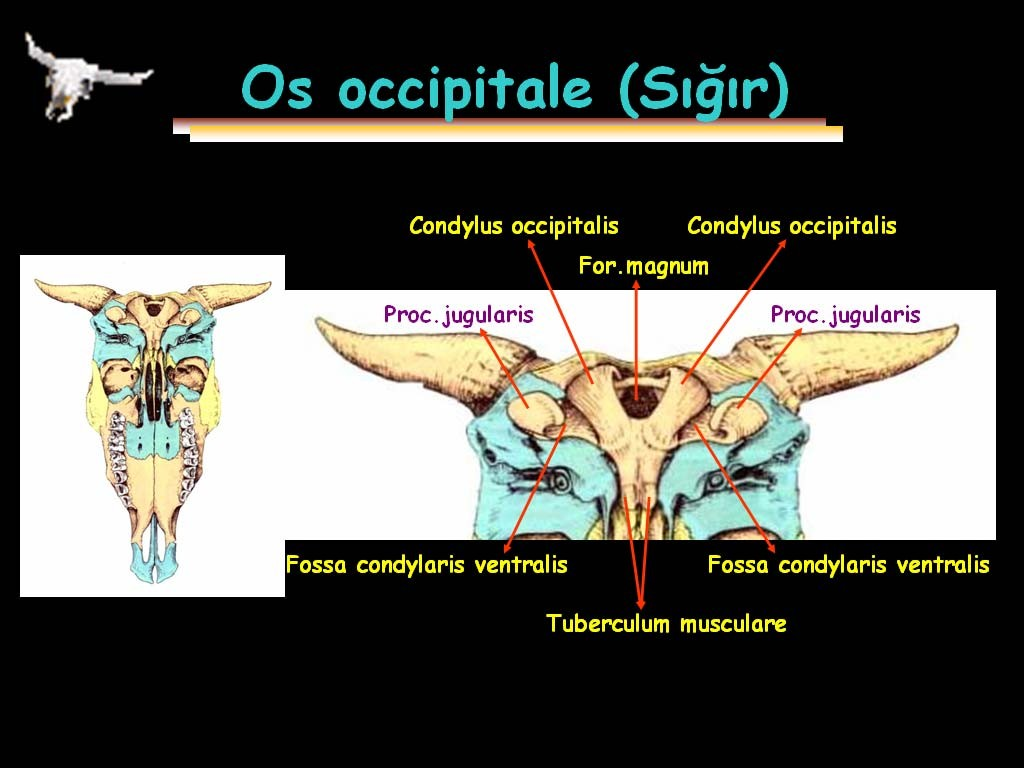 Os occipitale (Sığır)
Condylus occipitalis
Condylus occipitalis
For.magnum
Proc.jugularis
Proc.jugularis
Fossa condylaris ventralis
Fossa condylaris ventralis
Tuberculum musculare